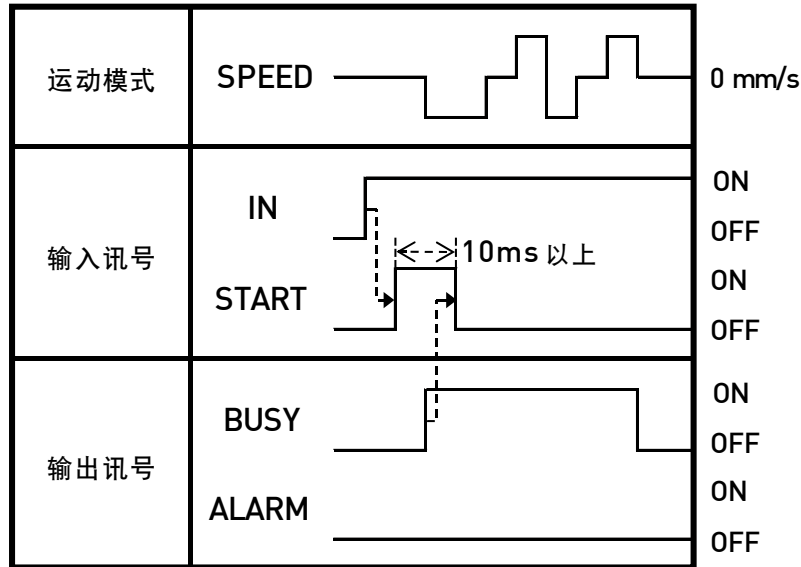 运动模式
SPEED
0 mm/s
输入讯号
IN
ON
OFF
10ms 以上
START
ON
OFF
输出讯号
BUSY
ON
OFF
ALARM
ON
OFF